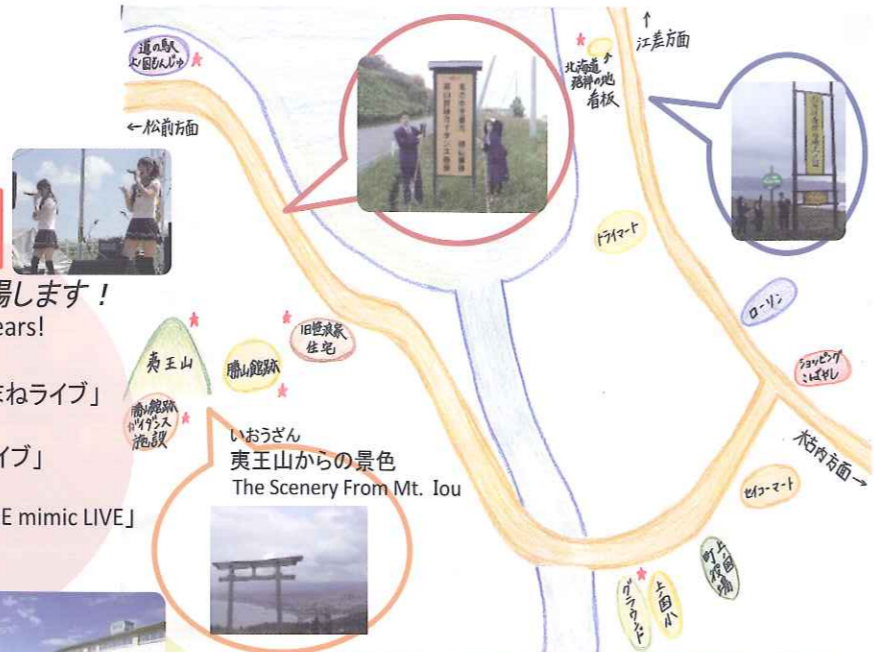 道の駅
上ノ国もんじゅ
←松前方面
↑
江差方面
北海道
発祥の地
看板
トライマート
ローソン
ショッピング
こばやし
木古内方面→
セイコーマート
上ノ国
町役場
上ノ国小
グラウンド
旧笹浪家
住宅
勝山館跡
夷王山
勝山館跡
ガイダンス
施設
いおうざん
夷王山からの景色
The Scenery From Mt. Iou
場します！
ears!
まねライブ」
イブ」
E mimic LIVE」